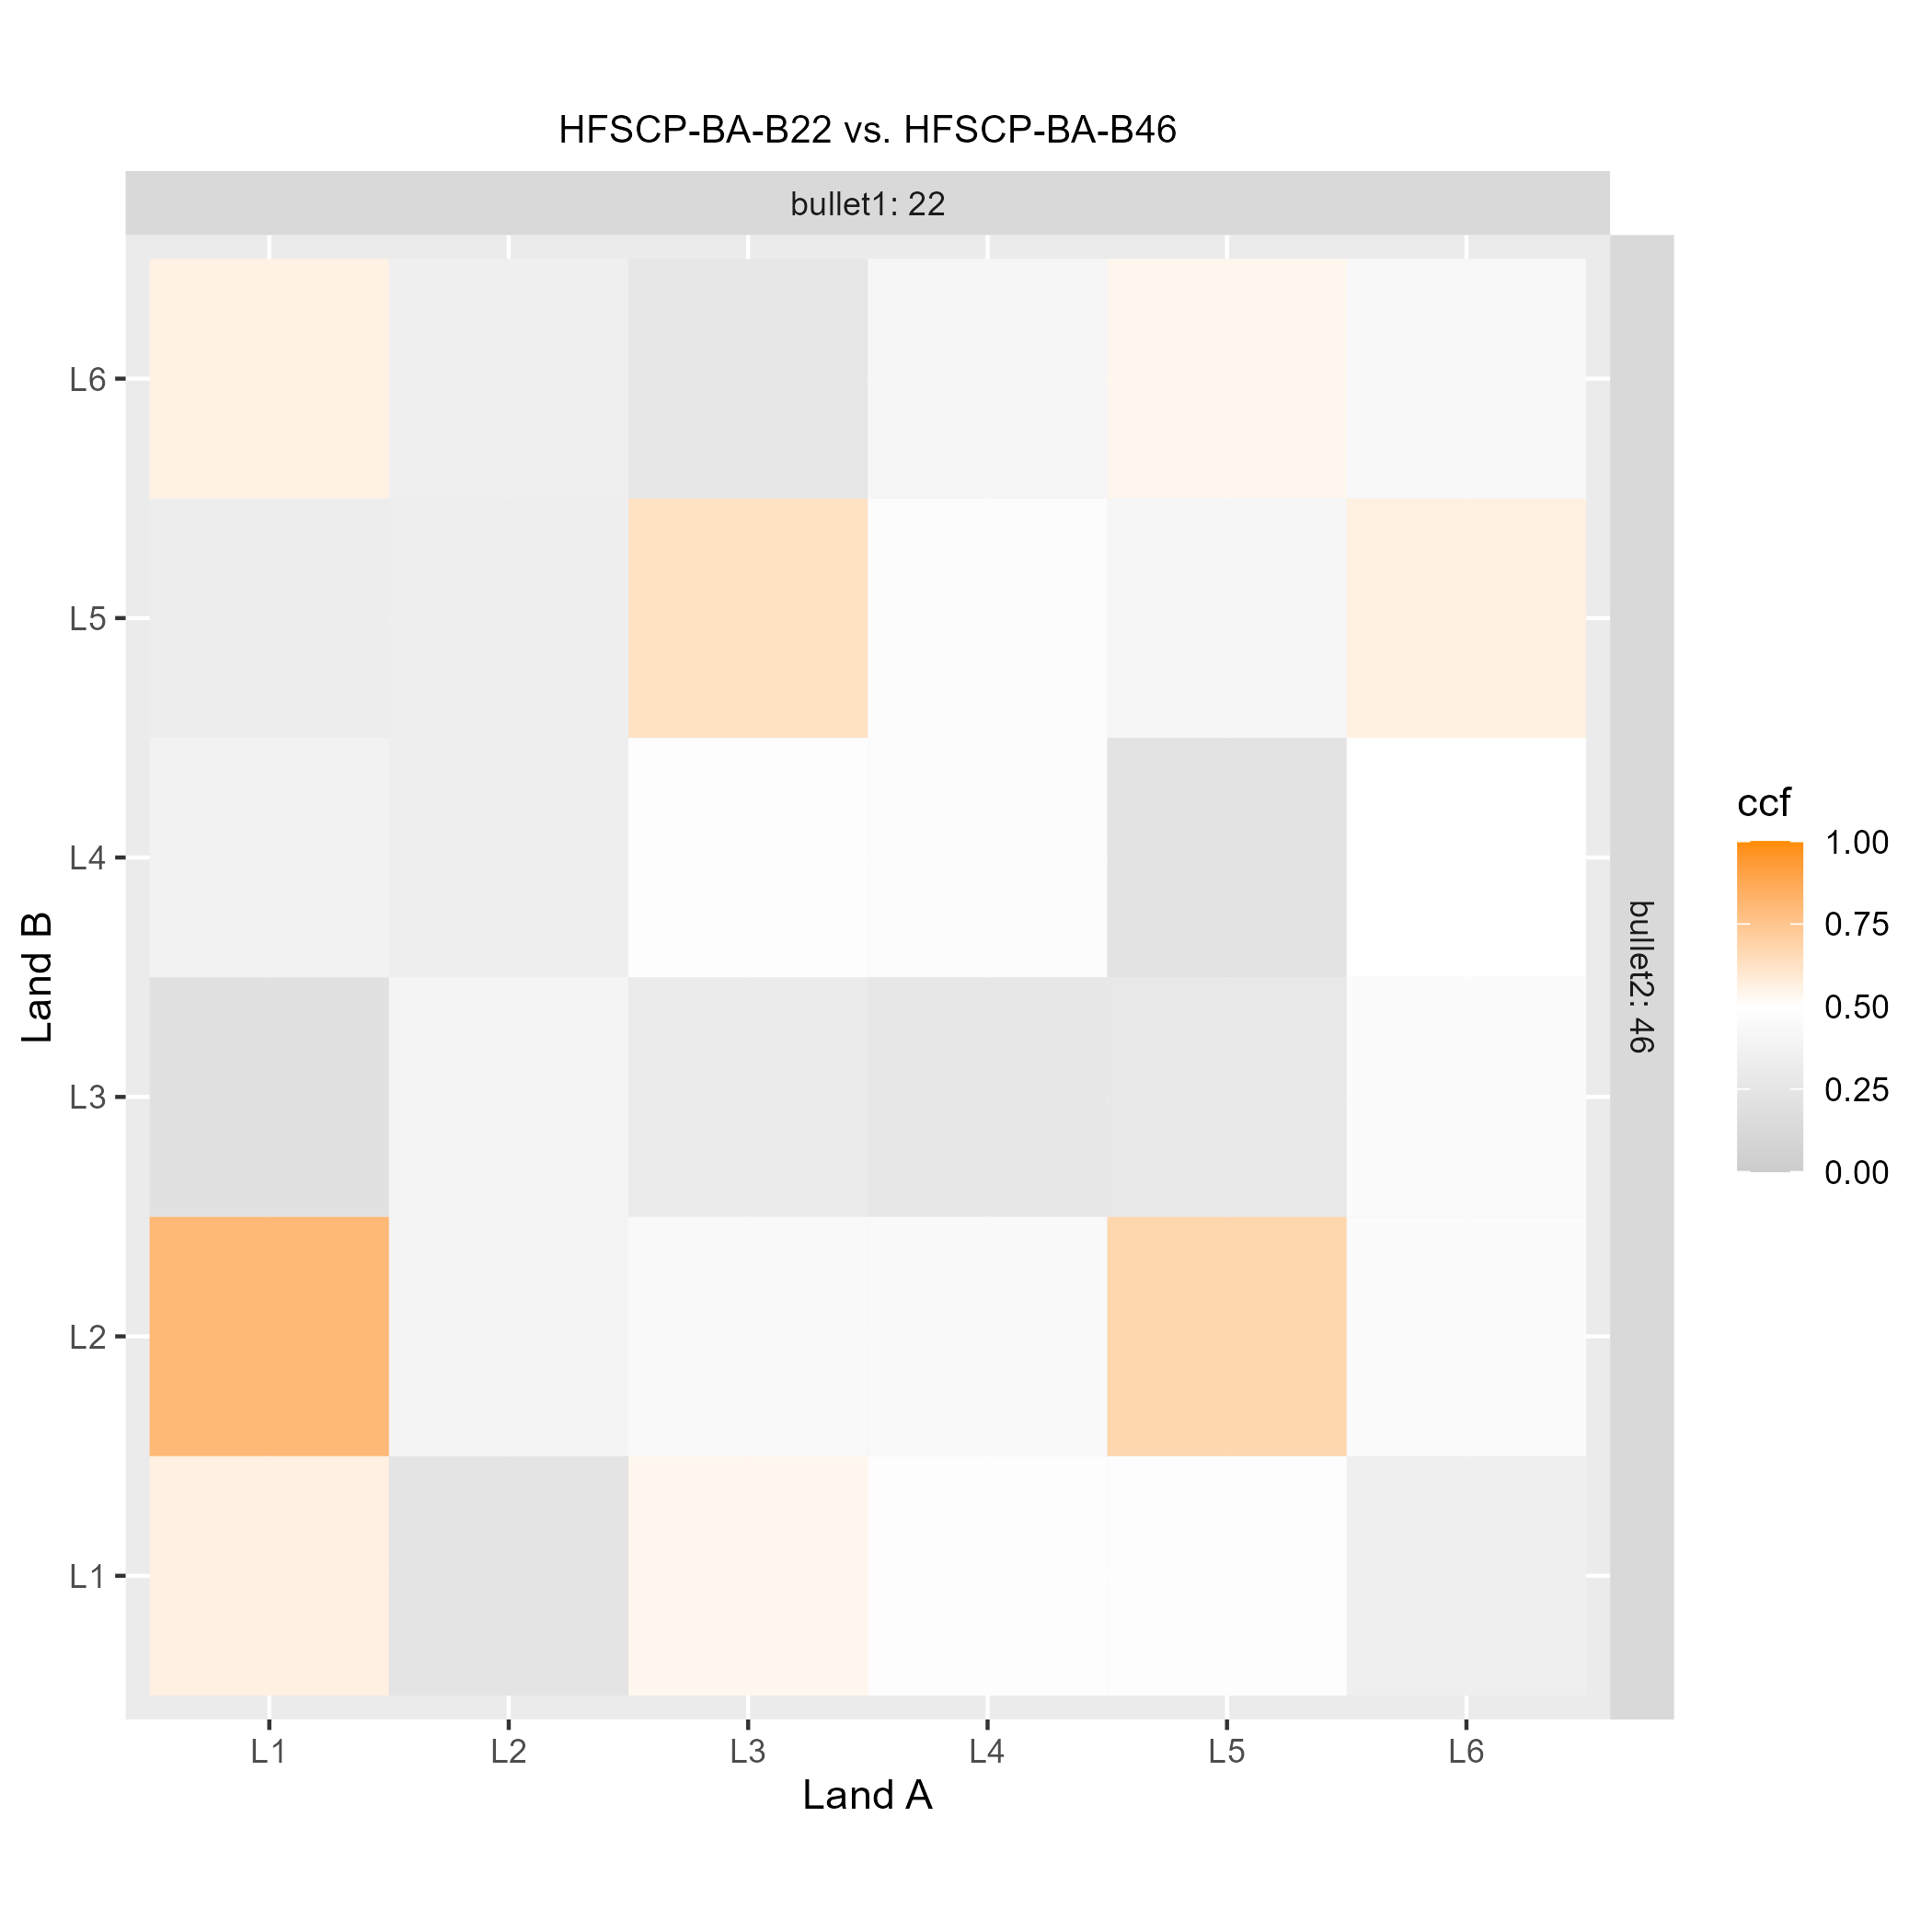 HFSCP-BA-B22 vs. HFSCP-BA-B46
bullet1: 22
L6
L5
L4
L3
L2
L1
Land B
bullet2: 46
L1 L2 L3 L4 L5 L6
Land A
ccf
1.00
0.75
0.50
0.25
0.00